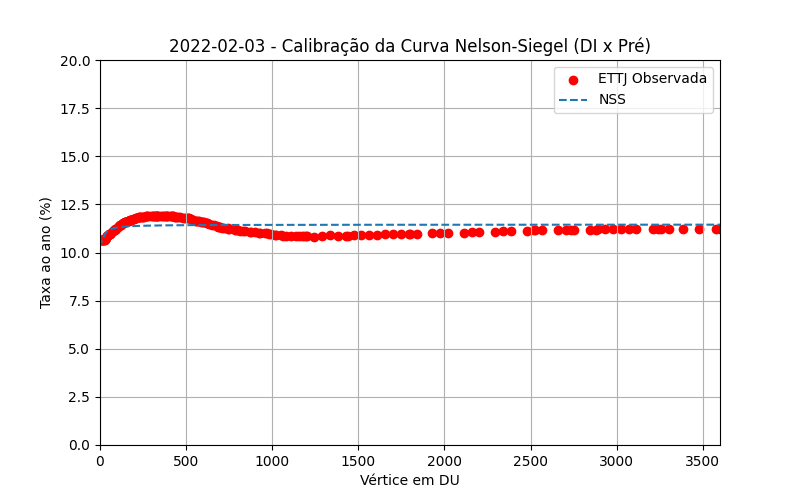 2022-02-03 - Calibração da Curva Nelson-Siegel (DI x Pré)
20.0
17.5
15.0
12.5
10.0
7.5
5.0
2.5
0.0
Taxa ao ano (%)
ETTJ Observada
NSS
0 500 1000 1500 2000 2500 3000 3500
Vértice em DU